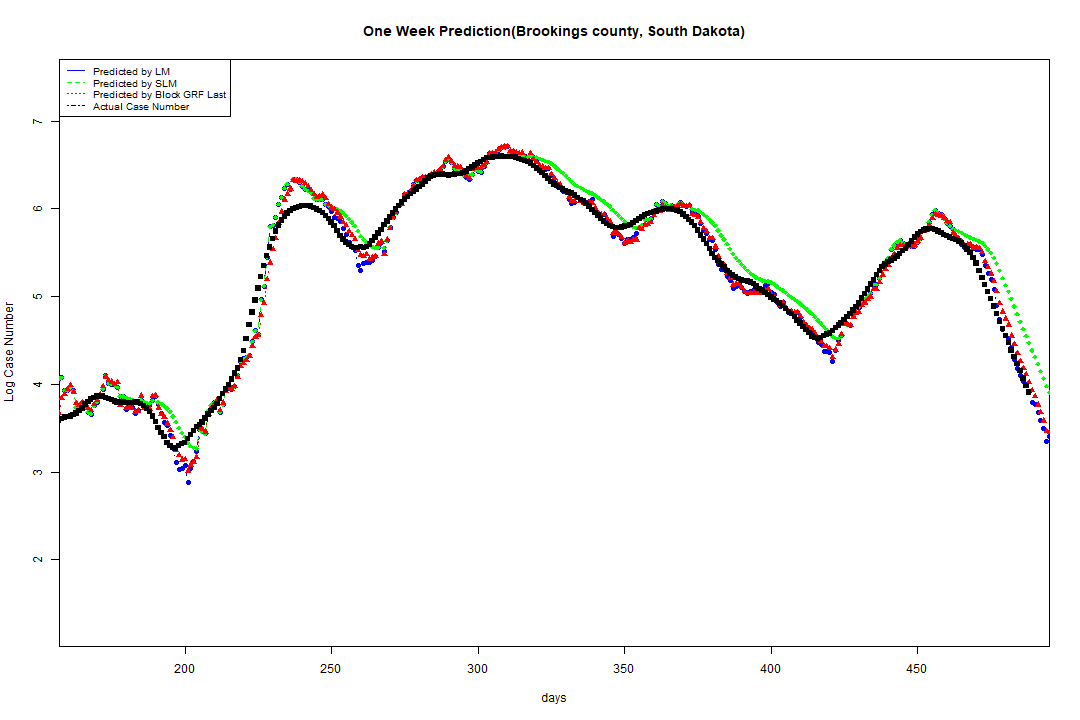 One Week Prediction(Brookings county, South Dakota)
Predicted by LM
Predicted by SLM
Predicted by Block GRF Last
Actual Case Number
Log Case Number
7
6
5
4
3
2
200 250 300 350 400 450
days